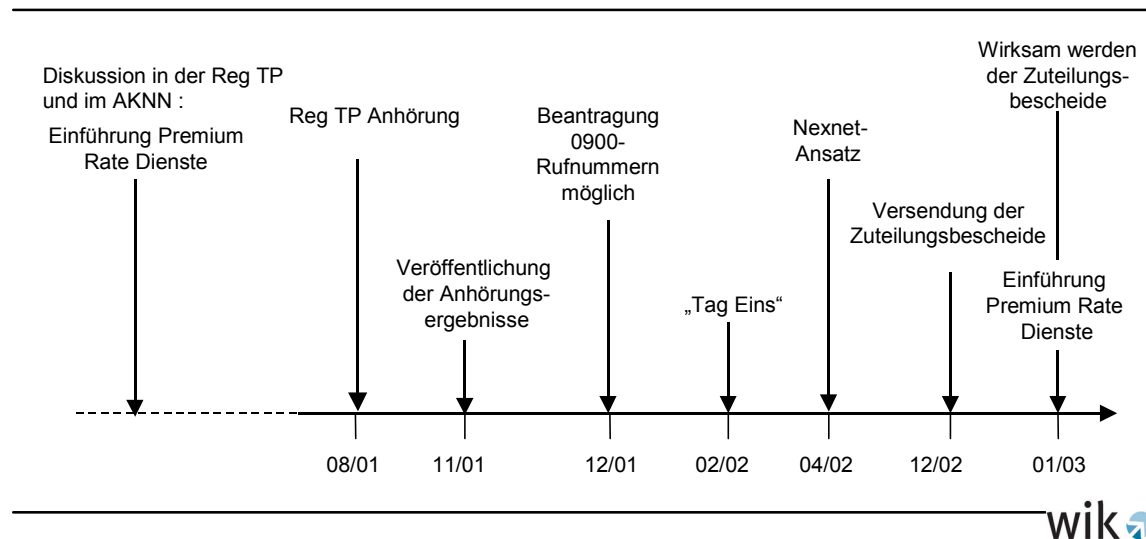 Diskussion in der Reg TP
und im AKNN :
Einführung Premium
Rate Dienste
Reg TP Anhörung
Veröffentlichung
der Anhörungs-
ergebnisse
Beantragung
0900-
Rufnummern
möglich
„Tag Eins“
Nexnet-
Ansatz
Versendung der
Zuteilungsbescheide
Wirksam werden
der Zuteilungs-
bescheide
Einführung
Premium Rate
Dienste
08/01
11/01
12/01
02/02
04/02
12/02
01/03
wik